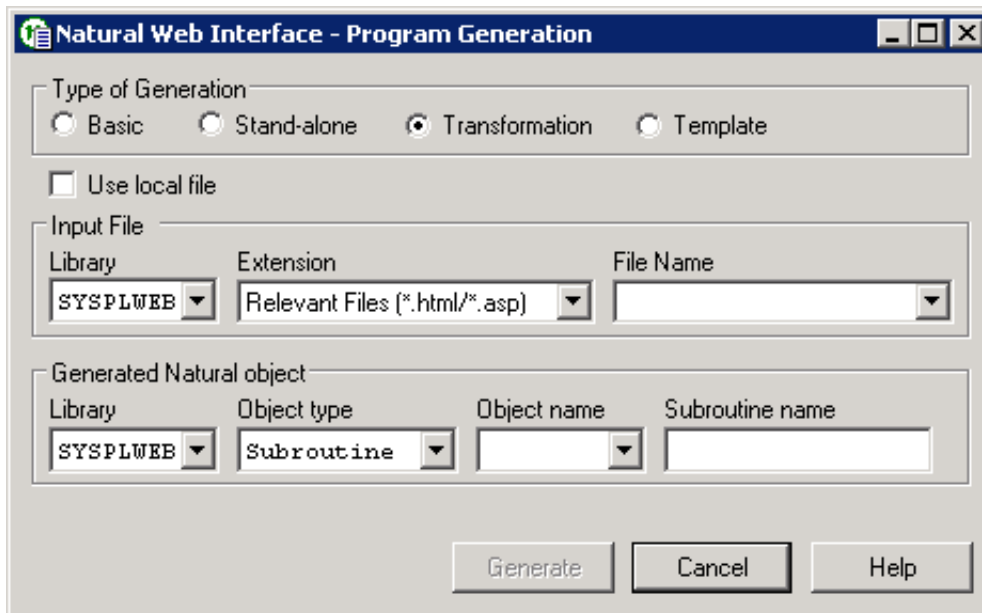 Natural Web Interface - Program Generation
Type of Generation
Basic Stand-alone Transformation Template
Use local file
Input File
Library Extension File Name
SYSPLWEB Relevant Files (*.html/*.asp)
Generated Natural object
Library Object type Object name Subroutine name
SYSPLWEB Subroutine
Generate Cancel Help